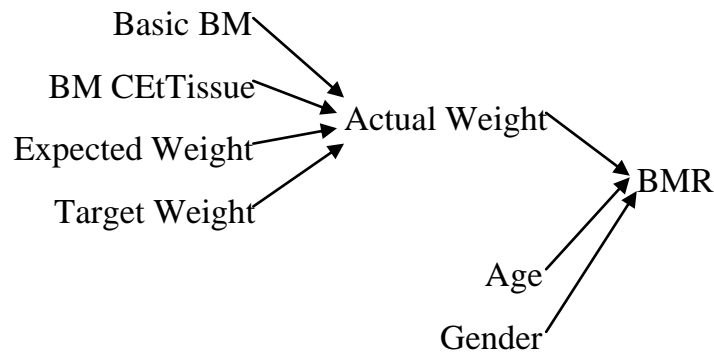 Basic BM
BM CEtTissue
Expected Weight
Target Weight
Actual Weight
BMR
Age
Gender